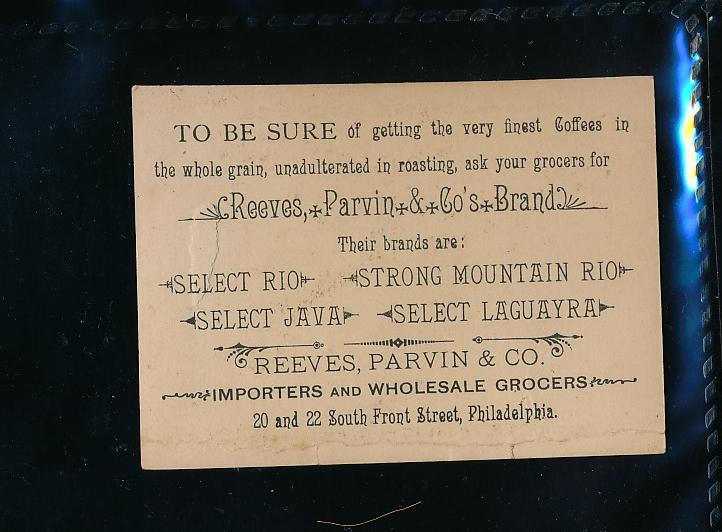 TO BE SURE of getting the very finest Coffees in
the whole grain, unadulterated in roasting, ask your grocers for
Reeves, Parvin & Co's Brand
Their brands are:
SELECT RIO STRONG MOUNTAIN RIO
SELECT JAVA SELECT LAGUAYRA
REEVES, PARVIN & CO.
IMPORTERS AND WHOLESALE GROCERS
20 and 22 South Front Street, Philadelphia.